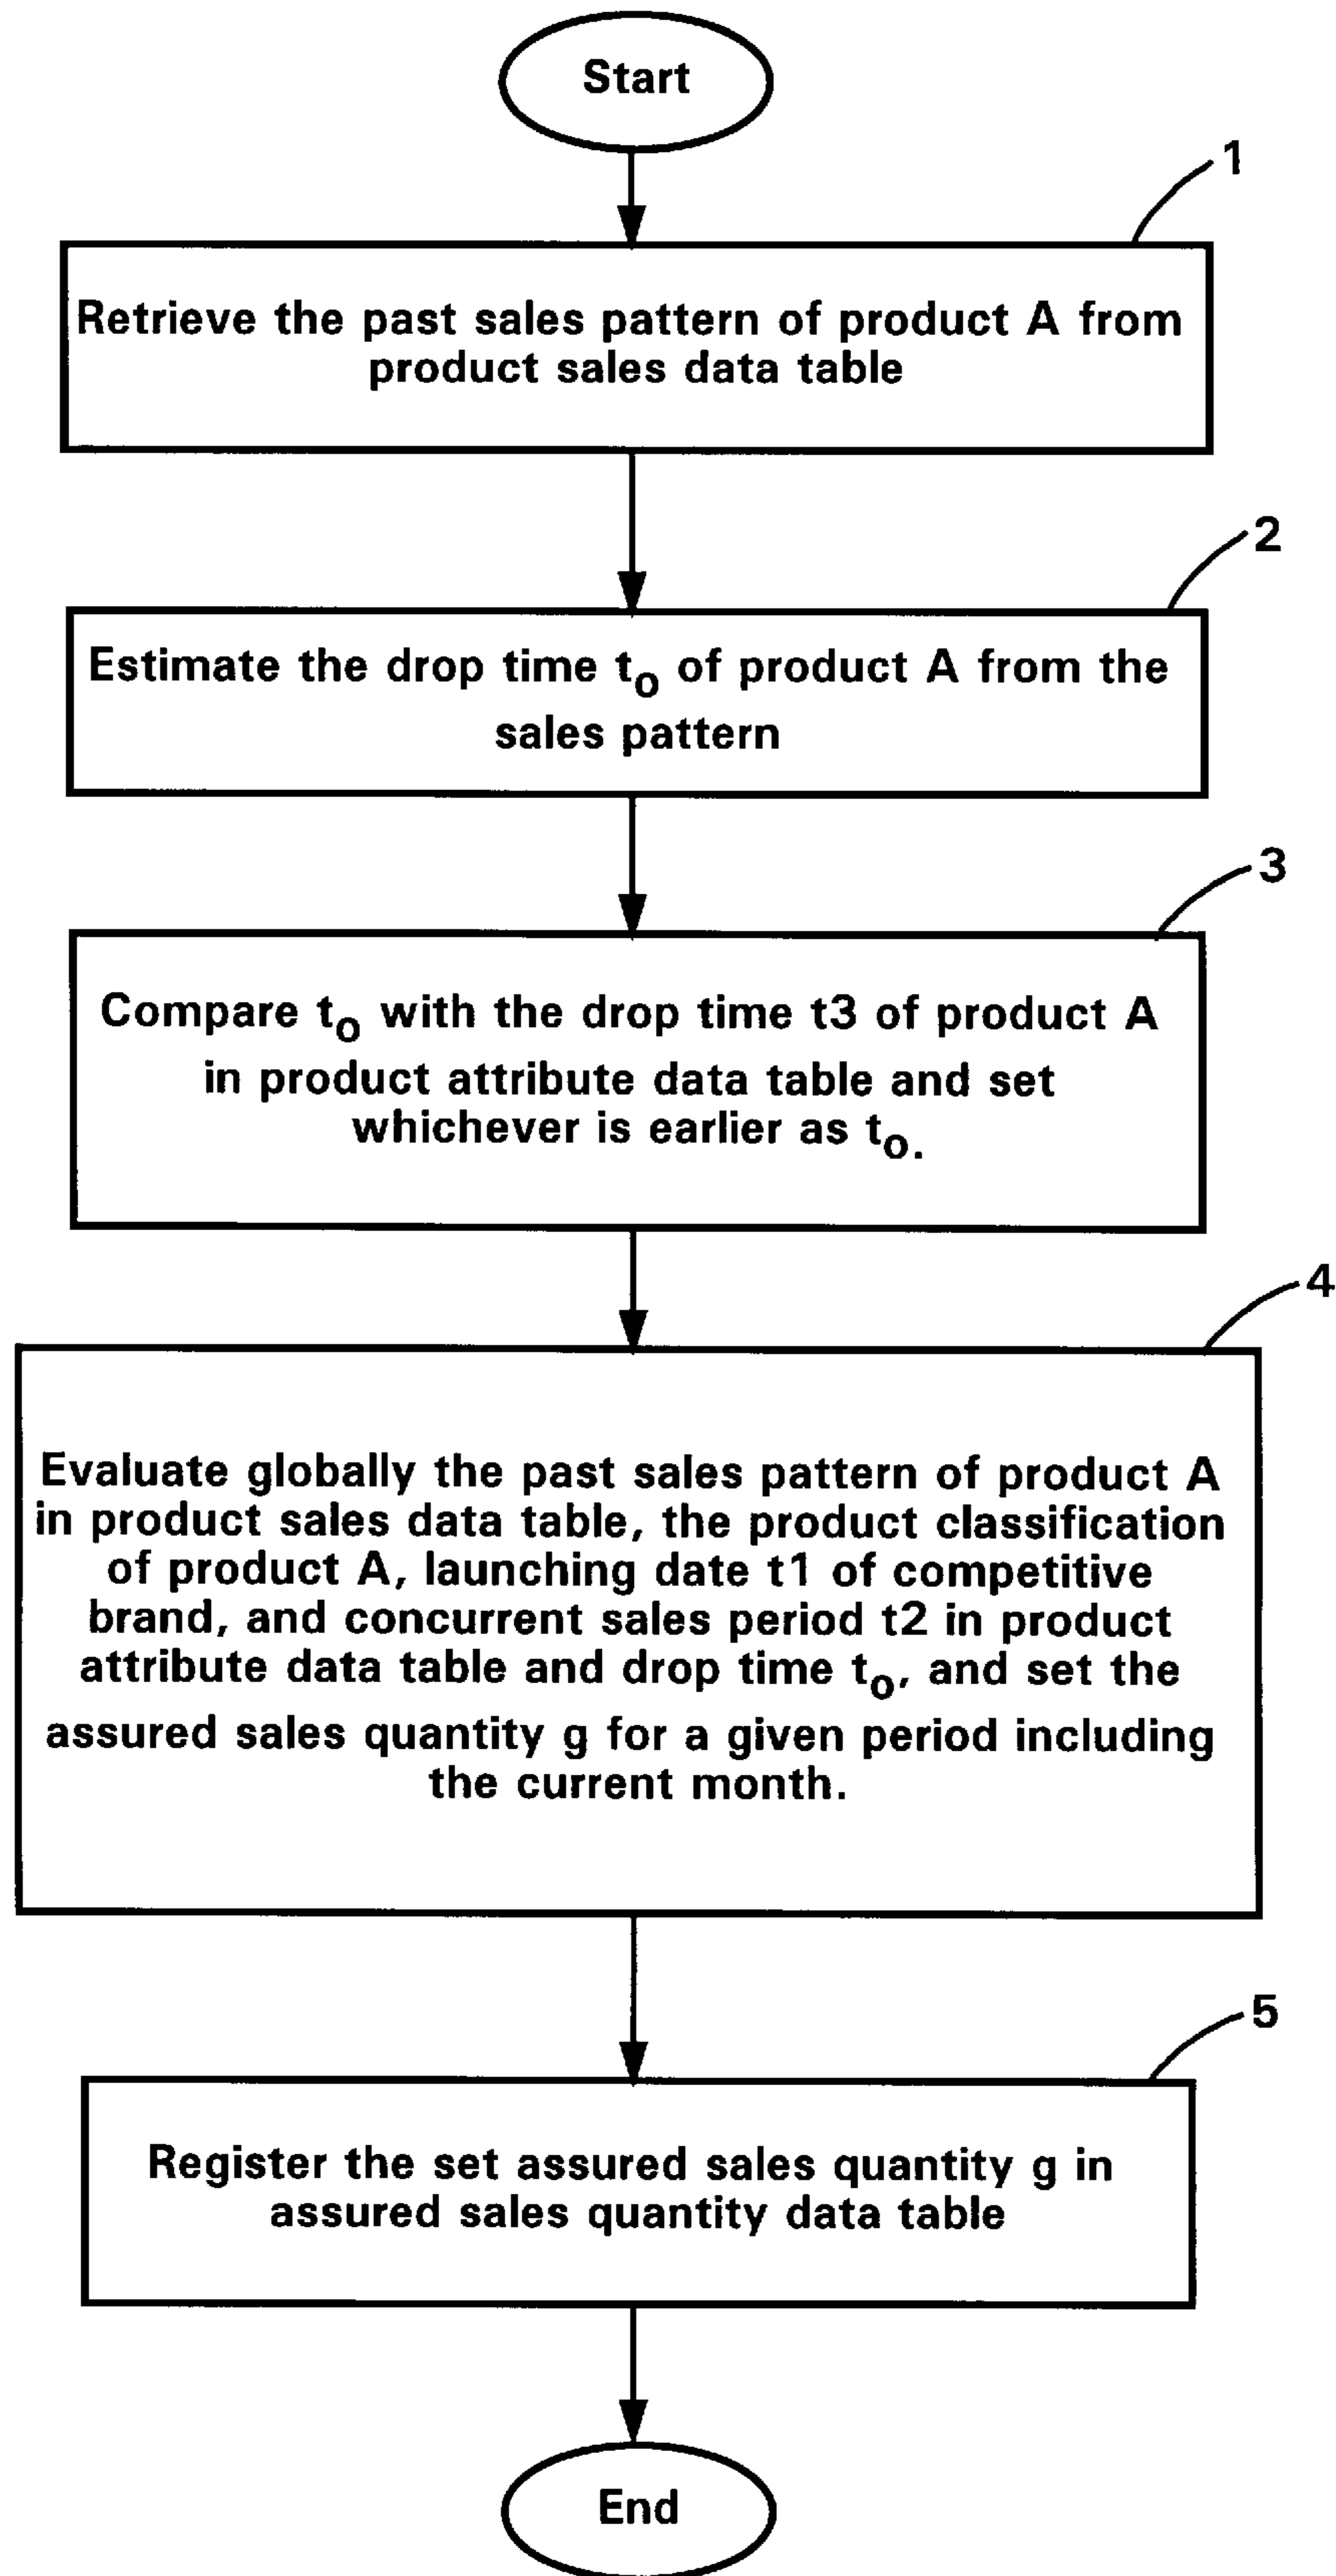 Start
1
Retrieve the past sales pattern of product A from
product sales data table
2
Estimate the drop time to of product A from the
sales pattern
3
Compare to with the drop time t3 of product A
in product attribute data table and set
whichever is earlier as to.
4
Evaluate globally the past sales pattern of product A
in product sales data table, the product classification
of product A, launching date t1 of competitive
brand, and concurrent sales period t2 in product
attribute data table and drop time to, and set the
assured sales quantity g for a given period including
the current month.
5
Register the set assured sales quantity g in
assured sales quantity data table
End